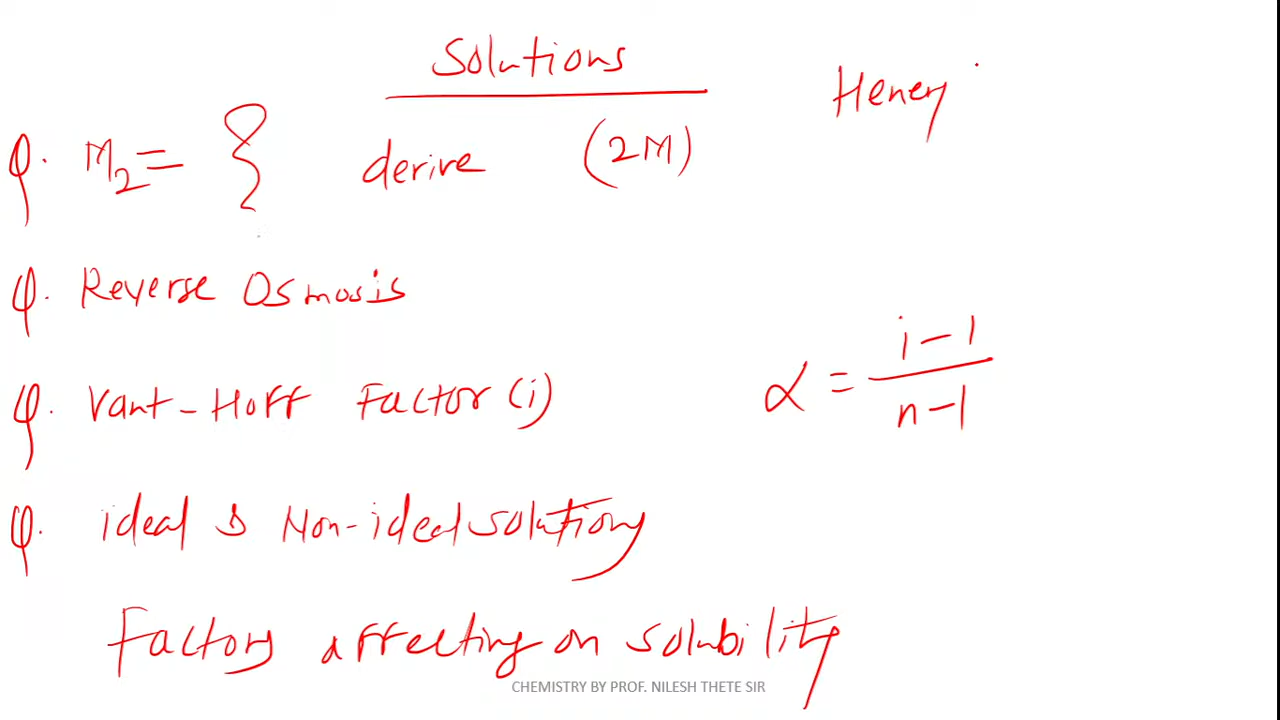 Solutions
Heney
Q. M2 = { derive (2M)
Q. Reverse Osmosis
Q. Vant-Hoff Factor (i)
α = i-1 / n-1
Q. ideal & Non-ideal solutions
Factors affecting on solubility
CHEMISTRY BY PROF. NILESH THETE SIR